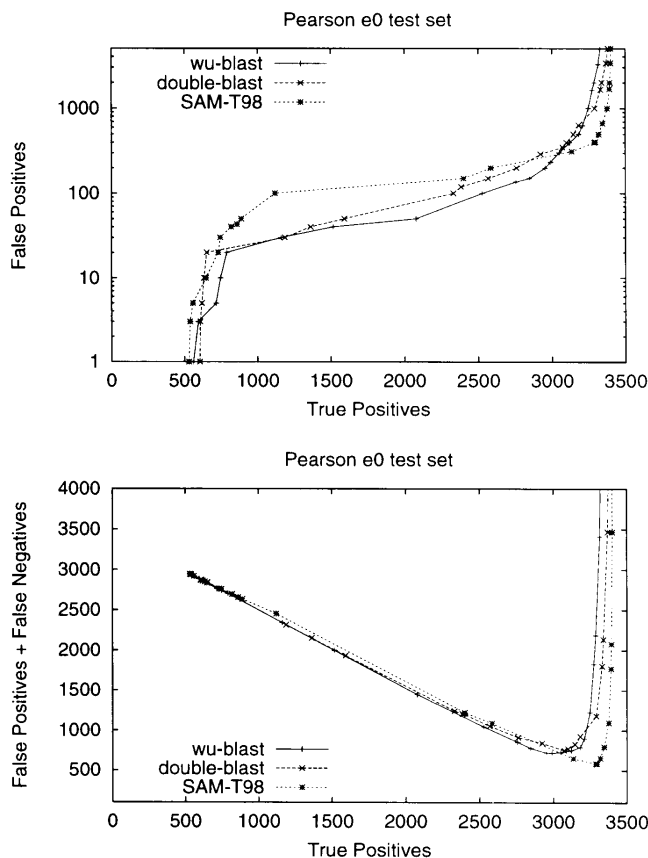 Pearson e0 test set
wu-blast
double-blast
SAM-T98
1000
100
10
1
False Positives
0 500 1000 1500 2000 2500 3000 3500
True Positives
Pearson e0 test set
4000
3500
3000
2500
2000
1500
1000
500
False Positives + False Negatives
wu-blast
double-blast
SAM-T98
0 500 1000 1500 2000 2500 3000 3500
True Positives